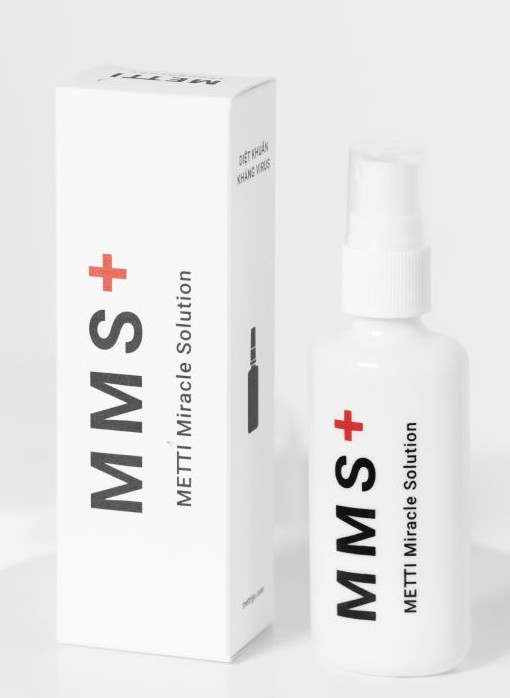 METTI
MMS+
METTI Miracle Solution
DIỆT KHUẨN
KHÁNG VIRUS
MMS+
METTI Miracle Solution